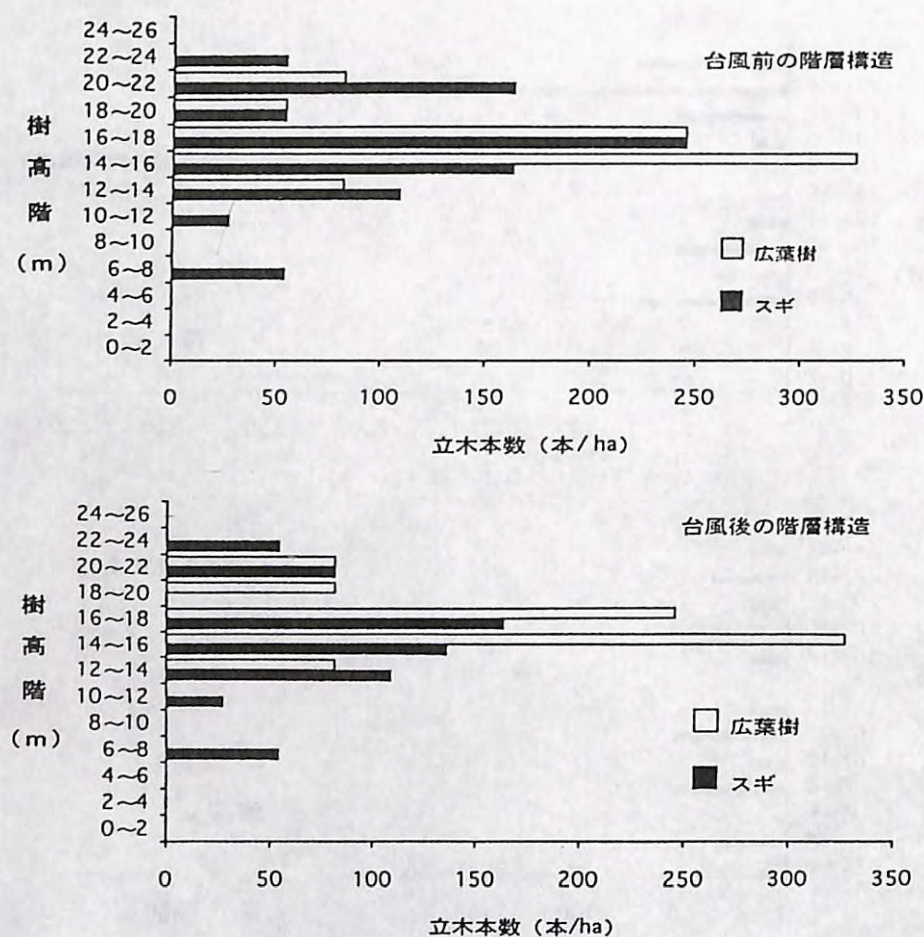 台風前の階層構造
24～26
22～24
20～22
18～20
16～18
14～16
12～14
10～12
8～10
6～8
4～6
2～4
0～2
樹
高
階
(m)
広葉樹
スギ
0 50 100 150 200 250 300 350
立木本数（本/ha）
台風後の階層構造
24～26
22～24
20～22
18～20
16～18
14～16
12～14
10～12
8～10
6～8
4～6
2～4
0～2
樹
高
階
(m)
広葉樹
スギ
0 50 100 150 200 250 300 350
立木本数（本/ha）